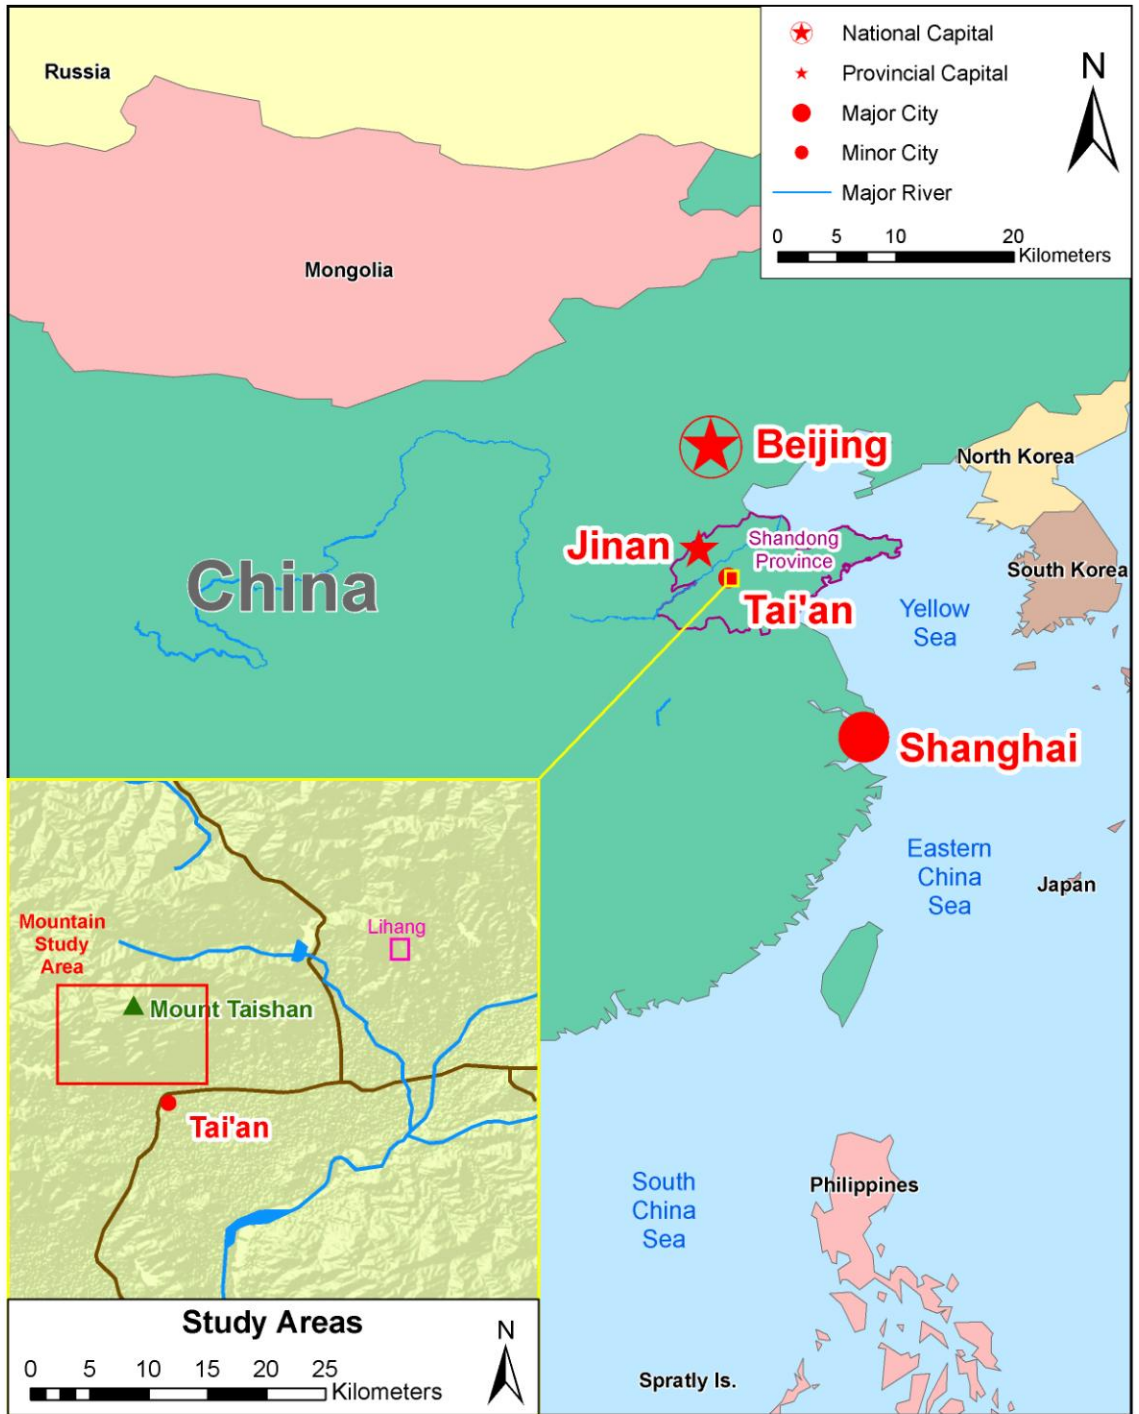 Russia
National Capital
Provincial Capital
Major City
Minor City
Major River
N
0 5 10 20
Kilometers
Mongolia
Beijing
North Korea
Jinan
Shandong
Province
China
South Korea
Tai'an
Yellow
Sea
Shanghai
Eastern
China
Sea
Japan
Lihang
Mountain
Study
Area
Mount Taishan
Tai'an
South
China
Sea
Philippines
Study Areas
N
0 5 10 15 20 25
Kilometers
Spratly Is.